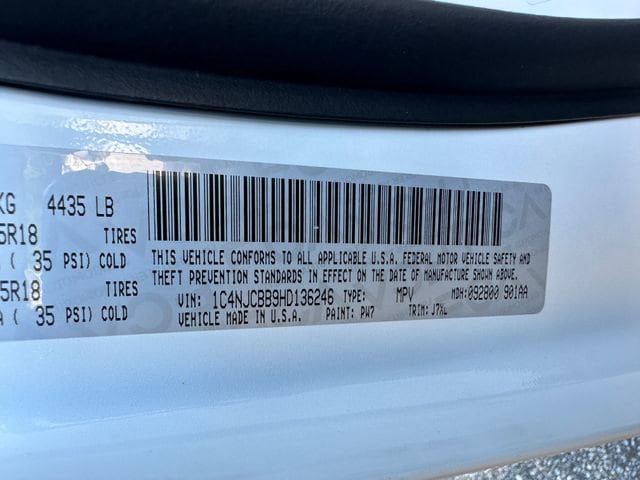 KG 4435 LB
5R18 TIRES
( 35 PSI) COLD
5R18 TIRES
A ( 35 PSI) COLD
THIS VEHICLE CONFORMS TO ALL APPLICABLE U.S.A. FEDERAL MOTOR VEHICLE SAFETY AND
THEFT PREVENTION STANDARDS IN EFFECT ON THE DATE OF MANUFACTURE SHOWN ABOVE.
VIN: 1C4NJCBB9HD136246 TYPE: MPV MDH:092800 901AA
VEHICLE MADE IN U.S.A. PAINT: PW7 TRIM: J7XL